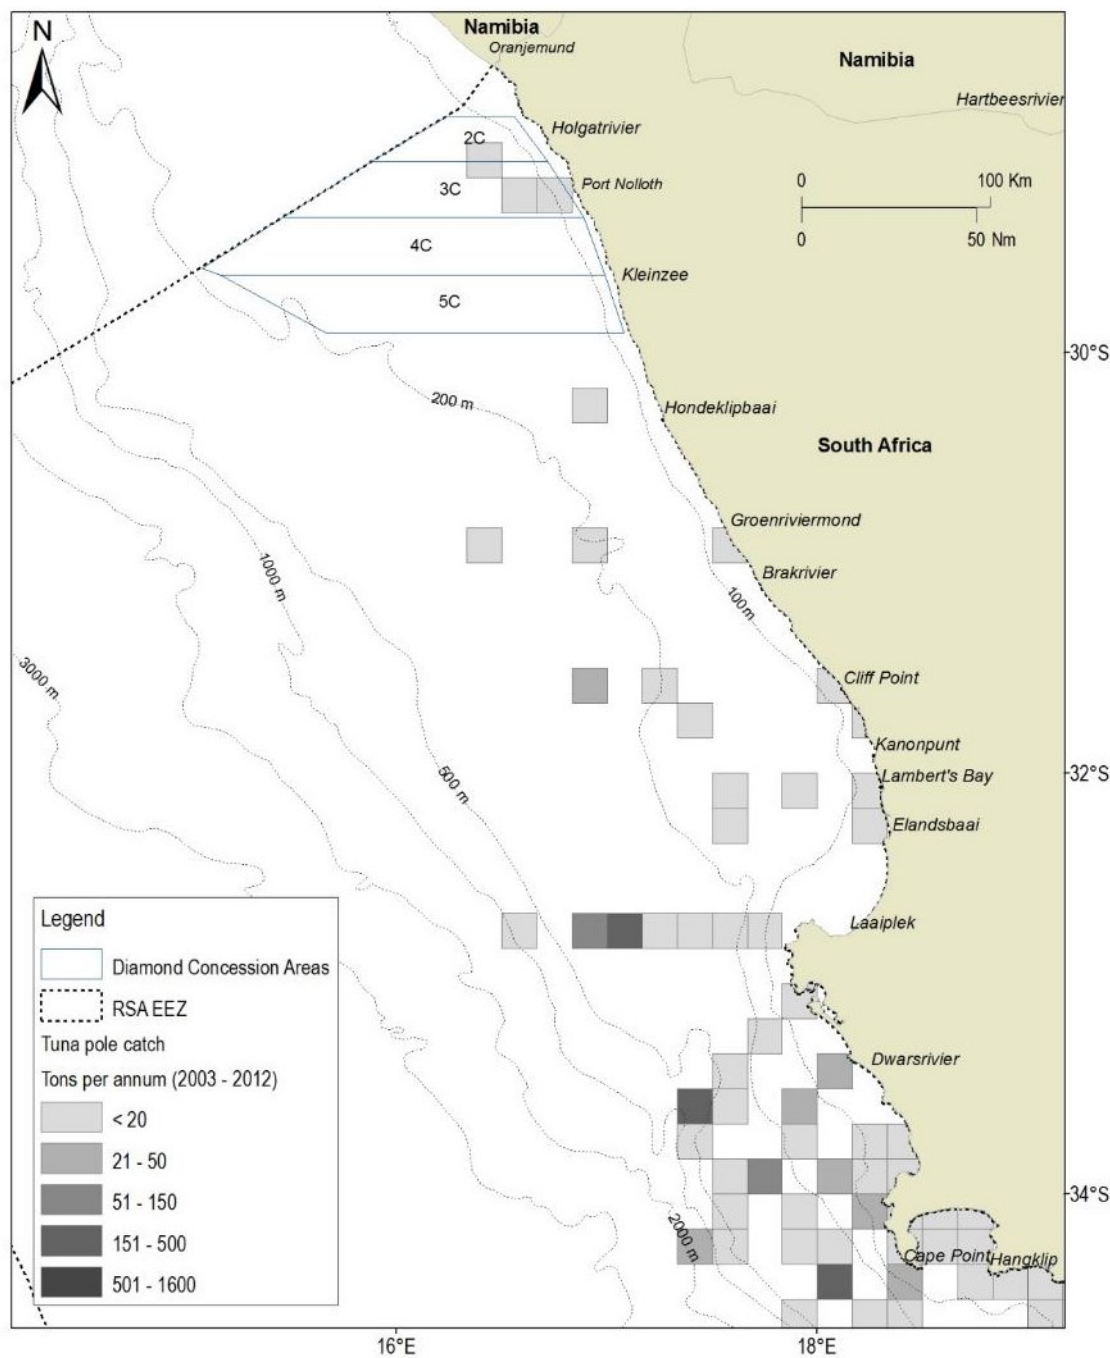 N
Namibia
Oranjemund
Namibia
Hartbeesrivier
Holgatrivier
2C
Port Nolloth
3C
0 100 Km
0 50 Nm
4C
Kleinzee
5C
30°S
200 m
Hondeklipbaai
South Africa
Groenriviermond
1000 m
Brakrivier
100m
3000 m
Cliff Point
Kanonpunt
500 m
Lambert's Bay
32°S
Elandsbaai
Laaiplek
Legend
Diamond Concession Areas
RSA EEZ
Tuna pole catch
Tons per annum (2003 - 2012)
< 20
21 - 50
51 - 150
151 - 500
501 - 1600
Dwarsrivier
34°S
2000 m
Cape Point
Hangklip
16°E
18°E